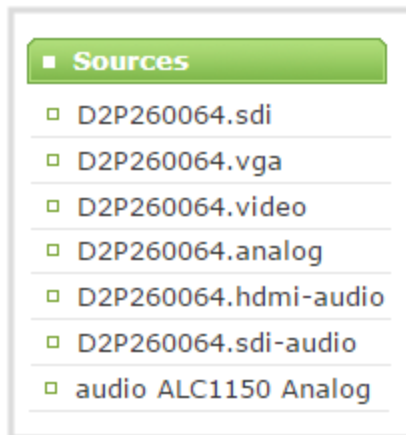 Sources
D2P260064.sdi
D2P260064.vga
D2P260064.video
D2P260064.analog
D2P260064.hdmi-audio
D2P260064.sdi-audio
audio ALC1150 Analog